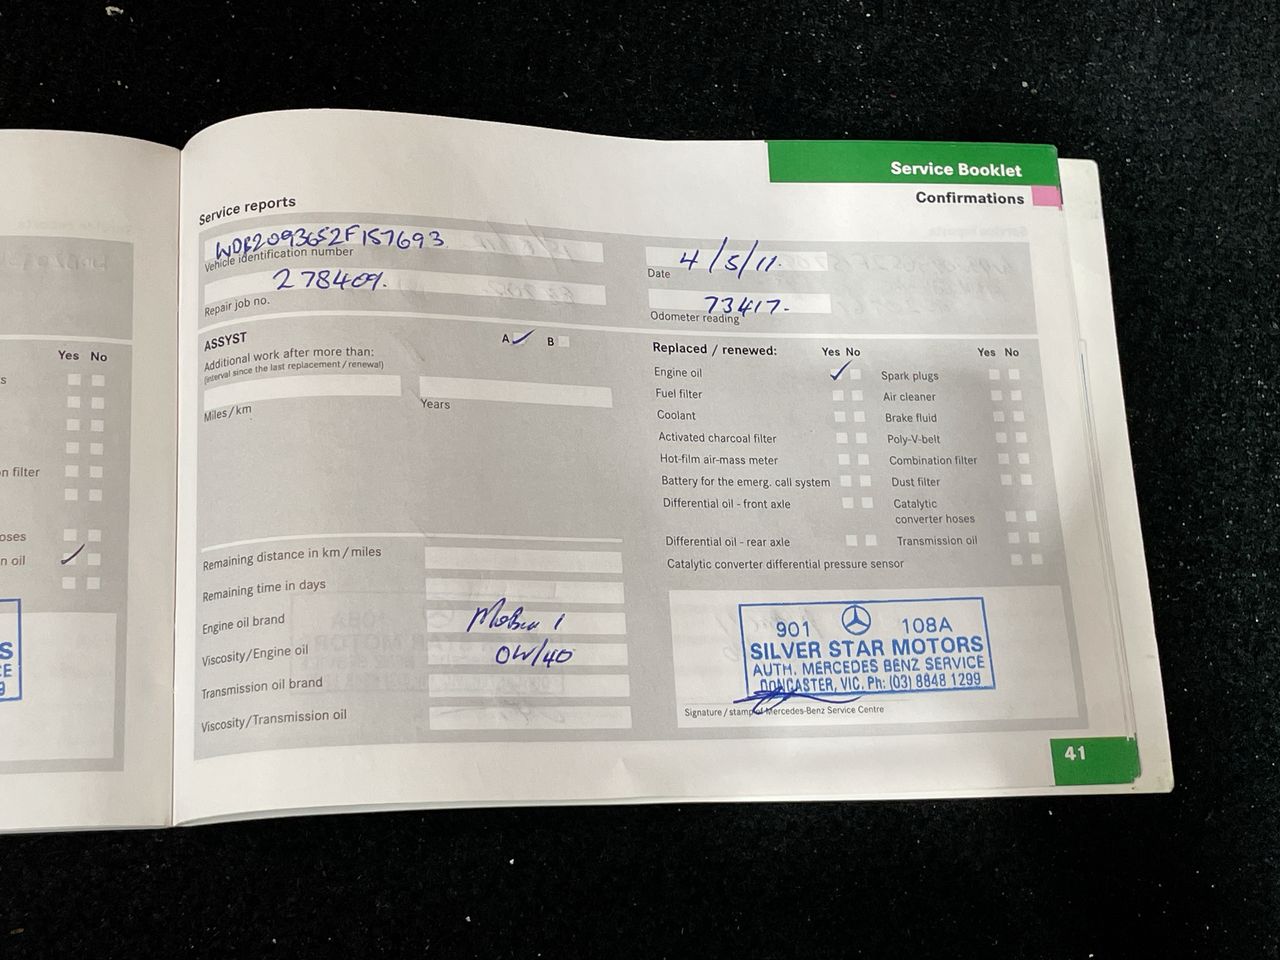 Service Booklet
Confirmations
Service reports
WDB2093652F157693
Vehicle identification number
278409.
Repair job no.
4/5/11.
Date
73417-
Odometer reading
ASSYST
A ✓ B
Additional work after more than:
(interval since the last replacement/renewal)
Miles/km
Years
Remaining distance in km/miles
Remaining time in days
Engine oil brand
Mobil 1
Viscosity/Engine oil
0W/40
Transmission oil brand
Viscosity/Transmission oil
Replaced / renewed:
Yes No
Engine oil ✓
Fuel filter
Coolant
Activated charcoal filter
Hot-film air-mass meter
Battery for the emerg. call system
Differential oil - front axle
Differential oil - rear axle
Catalytic converter differential pressure sensor
Yes No
Spark plugs
Air cleaner
Brake fluid
Poly-V-belt
Combination filter
Dust filter
Catalytic
converter hoses
Transmission oil
901 108A
SILVER STAR MOTORS
AUTH. MERCEDES BENZ SERVICE
DONCASTER, VIC. Ph: (03) 8848 1299
Signature/stamp of Mercedes-Benz Service Centre
41
Yes No
s
n filter
oses
n oil ✓
S
CE
9